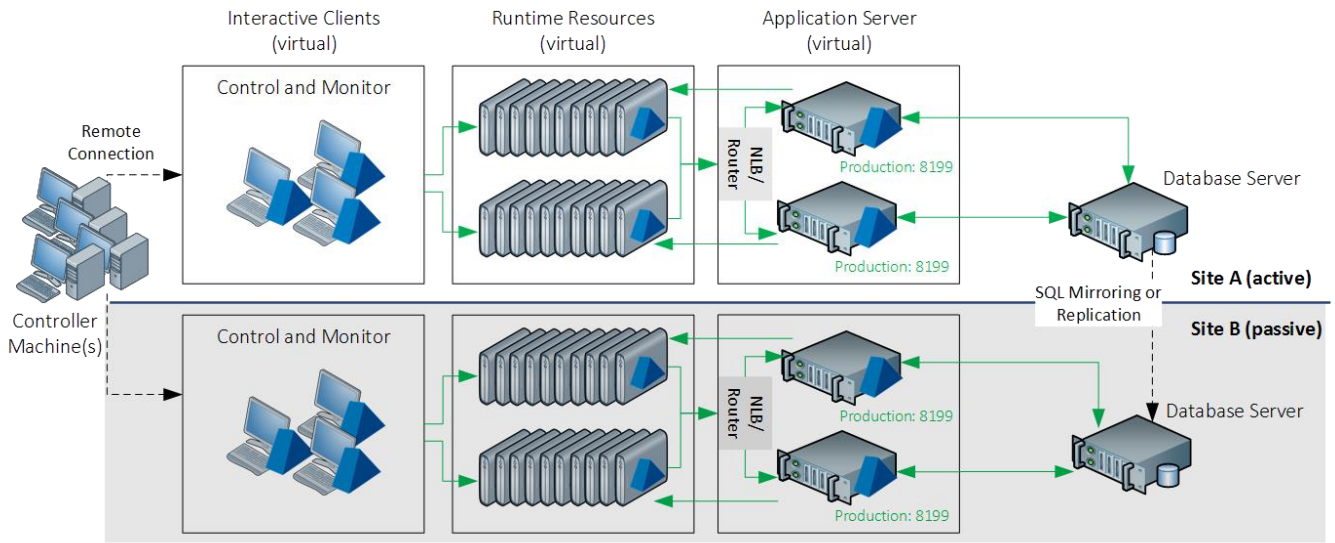 Interactive Clients
(virtual)
Runtime Resources
(virtual)
Application Server
(virtual)
Control and Monitor
Remote
Connection
NLB/
Router
Production: 8199
Production: 8199
Database Server
Site A (active)
Controller
Machine(s)
SQL Mirroring or
Replication
Site B (passive)
Control and Monitor
NLB/
Router
Production: 8199
Production: 8199
Database Server